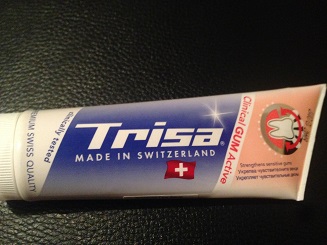 clinically tested
PREMIUM SWISS QUALITY
Trisa®
MADE IN SWITZERLAND
Clinical GUM Active
Strengthens sensitive gums